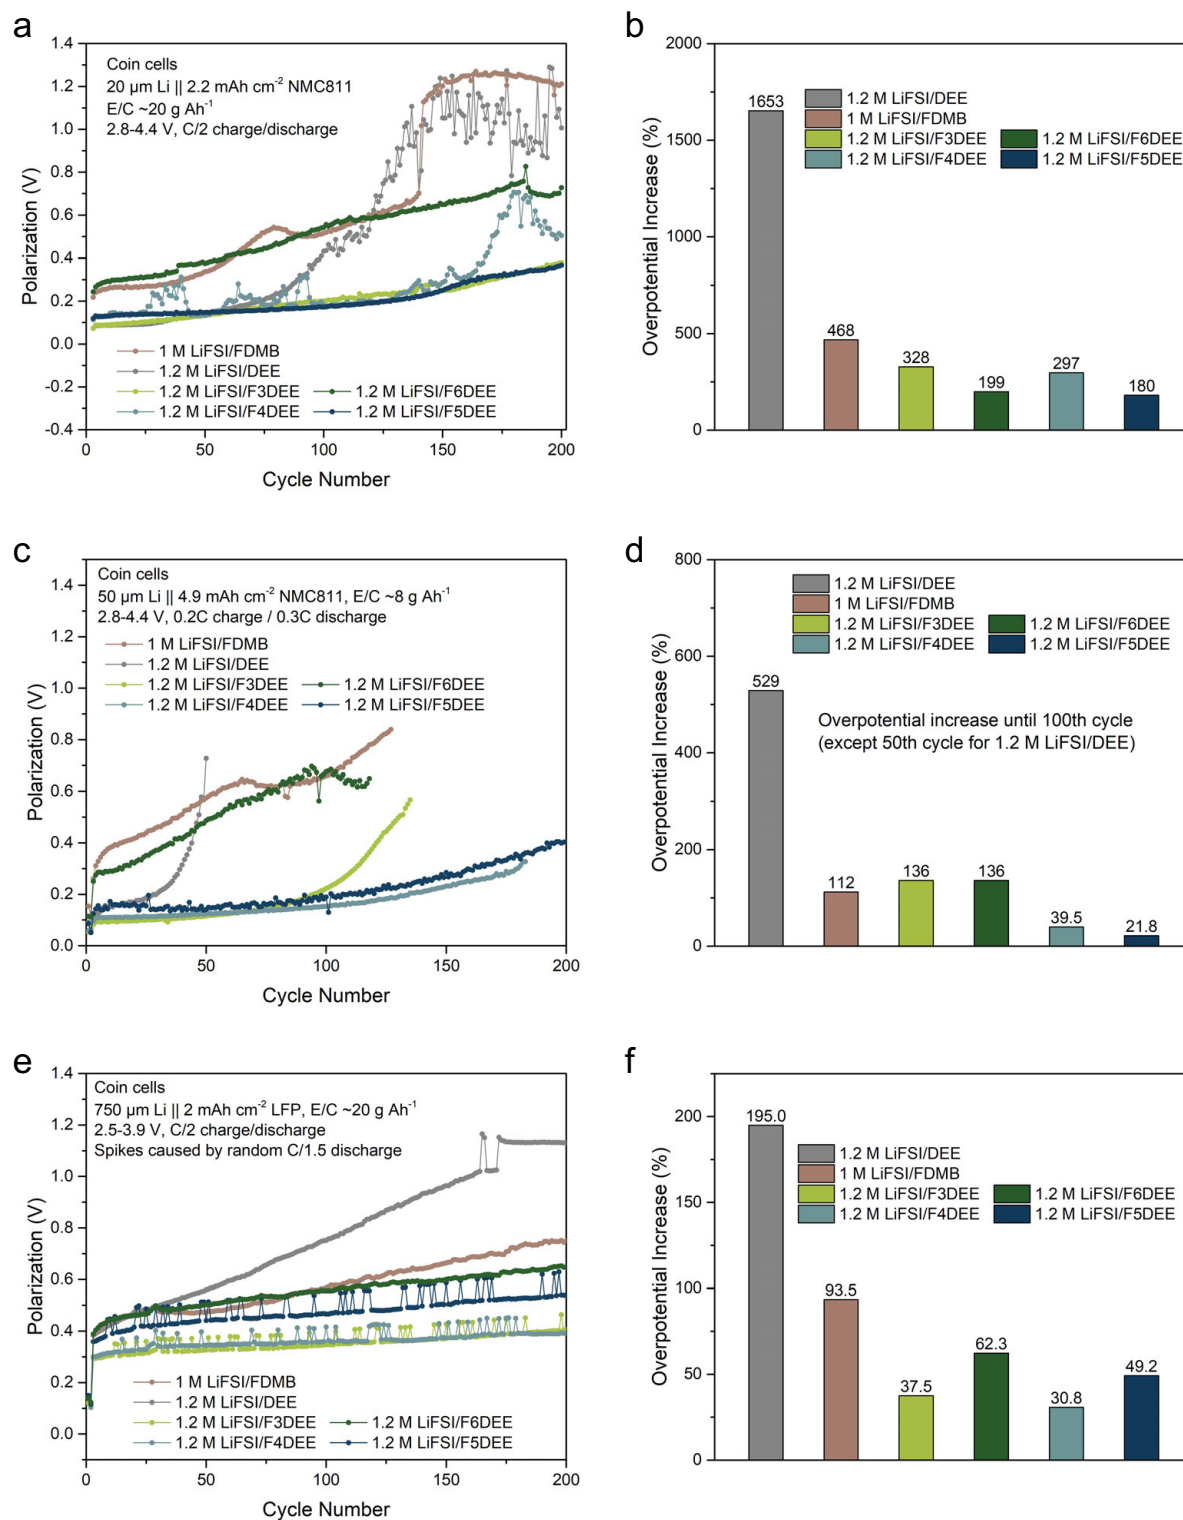 a
1.4
1.2
1.0
0.8
0.6
0.4
0.2
0.0
-0.2
-0.4
Polarization (V)
Coin cells
20 µm Li || 2.2 mAh cm⁻² NMC811
E/C ~20 g Ah⁻¹
2.8-4.4 V, C/2 charge/discharge
1 M LiFSI/FDMB
1.2 M LiFSI/DEE
1.2 M LiFSI/F3DEE 1.2 M LiFSI/F6DEE
1.2 M LiFSI/F4DEE 1.2 M LiFSI/F5DEE
0 50 100 150 200
Cycle Number
b
2000
1500
1000
500
0
Overpotential Increase (%)
1.2 M LiFSI/DEE
1 M LiFSI/FDMB
1.2 M LiFSI/F3DEE 1.2 M LiFSI/F6DEE
1.2 M LiFSI/F4DEE 1.2 M LiFSI/F5DEE
1653
468
328
199
297
180
c
1.4
1.2
1.0
0.8
0.6
0.4
0.2
0.0
Polarization (V)
Coin cells
50 µm Li || 4.9 mAh cm⁻² NMC811, E/C ~8 g Ah⁻¹
2.8-4.4 V, 0.2C charge / 0.3C discharge
1 M LiFSI/FDMB
1.2 M LiFSI/DEE
1.2 M LiFSI/F3DEE 1.2 M LiFSI/F6DEE
1.2 M LiFSI/F4DEE 1.2 M LiFSI/F5DEE
0 50 100 150 200
Cycle Number
d
800
600
400
200
0
Overpotential Increase (%)
1.2 M LiFSI/DEE
1 M LiFSI/FDMB
1.2 M LiFSI/F3DEE 1.2 M LiFSI/F6DEE
1.2 M LiFSI/F4DEE 1.2 M LiFSI/F5DEE
Overpotential increase until 100th cycle
(except 50th cycle for 1.2 M LiFSI/DEE)
529
112
136
136
39.5
21.8
e
1.4
1.2
1.0
0.8
0.6
0.4
0.2
0.0
Polarization (V)
Coin cells
750 µm Li || 2 mAh cm⁻² LFP, E/C ~20 g Ah⁻¹
2.5-3.9 V, C/2 charge/discharge
Spikes caused by random C/1.5 discharge
1 M LiFSI/FDMB
1.2 M LiFSI/DEE
1.2 M LiFSI/F3DEE 1.2 M LiFSI/F6DEE
1.2 M LiFSI/F4DEE 1.2 M LiFSI/F5DEE
0 50 100 150 200
Cycle Number
f
200
150
100
50
0
Overpotential Increase (%)
1.2 M LiFSI/DEE
1 M LiFSI/FDMB
1.2 M LiFSI/F3DEE 1.2 M LiFSI/F6DEE
1.2 M LiFSI/F4DEE 1.2 M LiFSI/F5DEE
195.0
93.5
37.5
62.3
30.8
49.2